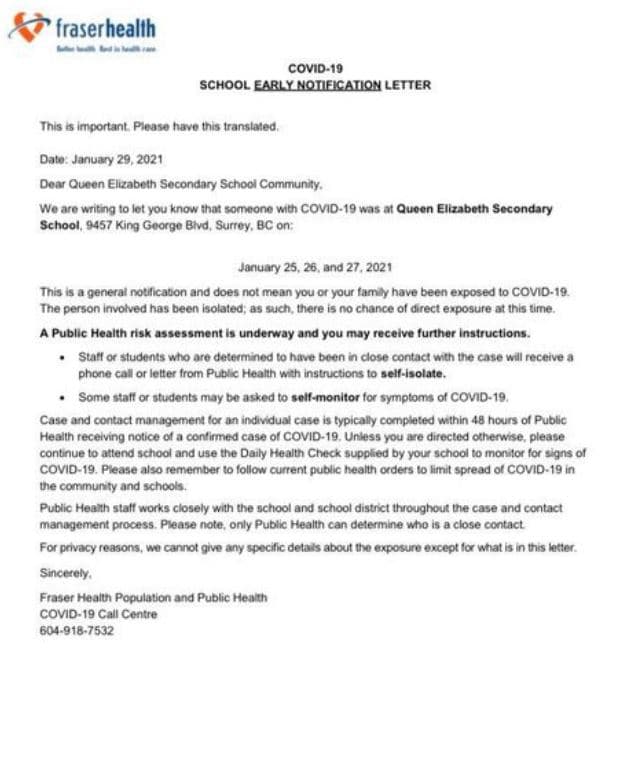 fraserhealth
Better health. Best in health care.
COVID-19
SCHOOL EARLY NOTIFICATION LETTER
This is important. Please have this translated.
Date: January 29, 2021
Dear Queen Elizabeth Secondary School Community,
We are writing to let you know that someone with COVID-19 was at Queen Elizabeth Secondary
School, 9457 King George Blvd, Surrey, BC on:
January 25, 26, and 27, 2021
This is a general notification and does not mean you or your family have been exposed to COVID-19.
The person involved has been isolated; as such, there is no chance of direct exposure at this time.
A Public Health risk assessment is underway and you may receive further instructions.
• Staff or students who are determined to have been in close contact with the case will receive a
phone call or letter from Public Health with instructions to self-isolate.
• Some staff or students may be asked to self-monitor for symptoms of COVID-19.
Case and contact management for an individual case is typically completed within 48 hours of Public
Health receiving notice of a confirmed case of COVID-19. Unless you are directed otherwise, please
continue to attend school and use the Daily Health Check supplied by your school to monitor for signs of
COVID-19. Please also remember to follow current public health orders to limit spread of COVID-19 in
the community and schools.
Public Health staff works closely with the school and school district throughout the case and contact
management process. Please note, only Public Health can determine who is a close contact.
For privacy reasons, we cannot give any specific details about the exposure except for what is in this letter.
Sincerely,
Fraser Health Population and Public Health
COVID-19 Call Centre
604-918-7532